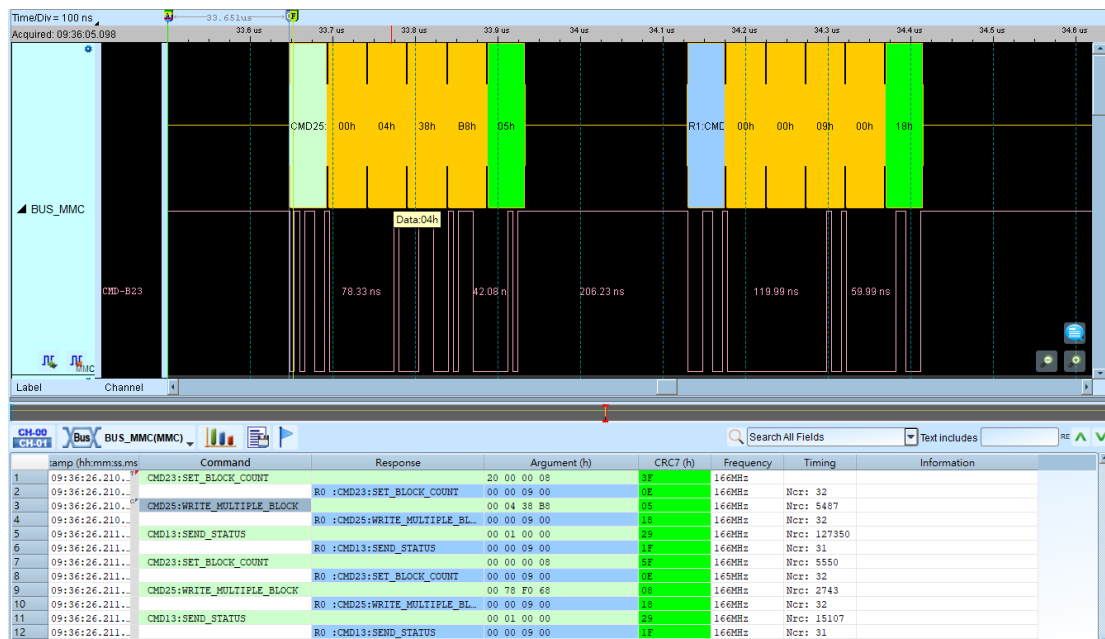 Time/Div = 100 ns
A 33.651us F
Acquired: 09:36:05.098
33.6 us 33.7 us 33.8 us 33.9 us 34 us 34.1 us 34.2 us 34.3 us 34.4 us 34.5 us 34.6 us
CMD25: 00h 04h 38h B8h 05h R1:CMD 00h 00h 09h 00h 18h
BUS_MMC
Data:04h
CMD-B23 78.33 ns 42.08 n 206.23 ns 119.99 ns 59.99 ns
MMC
Label Channel
CH-00
CH-01
Bus BUS_MMC(MMC) Search All Fields Text includes RE
tamp (hh:mm:ss.ms Command Response Argument (h) CRC7 (h) Frequency Timing Information
1 09:36:26.210... CMD23:SET_BLOCK_COUNT 20 00 00 08 3F 166MHz
2 09:36:26.210... R0 :CMD23:SET_BLOCK_COUNT 00 00 09 00 0E 166MHz Ncr: 32
3 09:36:26.210... CMD25:WRITE_MULTIPLE_BLOCK 00 04 38 B8 05 166MHz Nrc: 5487
4 09:36:26.210... R0 :CMD25:WRITE_MULTIPLE_BL... 00 00 09 00 18 166MHz Ncr: 32
5 09:36:26.211... CMD13:SEND_STATUS 00 01 00 00 29 166MHz Nrc: 127350
6 09:36:26.211... R0 :CMD13:SEND_STATUS 00 00 09 00 1F 166MHz Ncr: 31
7 09:36:26.211... CMD23:SET_BLOCK_COUNT 00 00 00 08 5F 166MHz Nrc: 5550
8 09:36:26.211... R0 :CMD23:SET_BLOCK_COUNT 00 00 09 00 0E 165MHz Ncr: 32
9 09:36:26.211... CMD25:WRITE_MULTIPLE_BLOCK 00 78 F0 68 08 166MHz Nrc: 2743
10 09:36:26.211... R0 :CMD25:WRITE_MULTIPLE_BL... 00 00 09 00 18 166MHz Ncr: 32
11 09:36:26.211... CMD13:SEND_STATUS 00 01 00 00 29 166MHz Nrc: 15107
12 09:36:26.211... R0 :CMD13:SEND_STATUS 00 00 09 00 1F 166MHz Ncr: 31